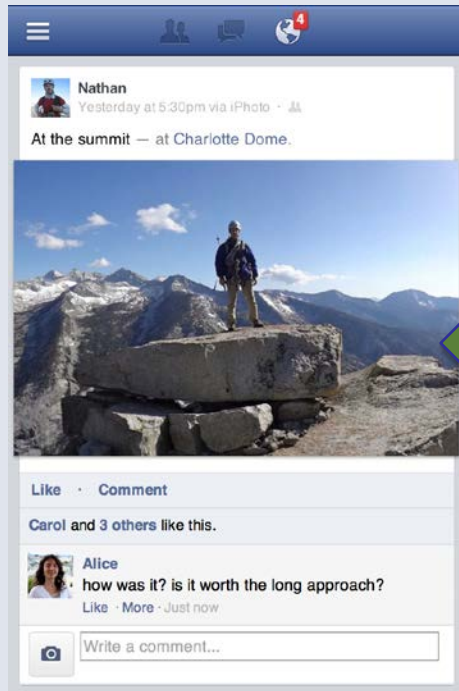 4
Nathan
Yesterday at 5:30pm via iPhoto ·
At the summit — at Charlotte Dome.
Like · Comment
Carol and 3 others like this.
Alice
how was it? is it worth the long approach?
Like · More · Just now
Write a comment...